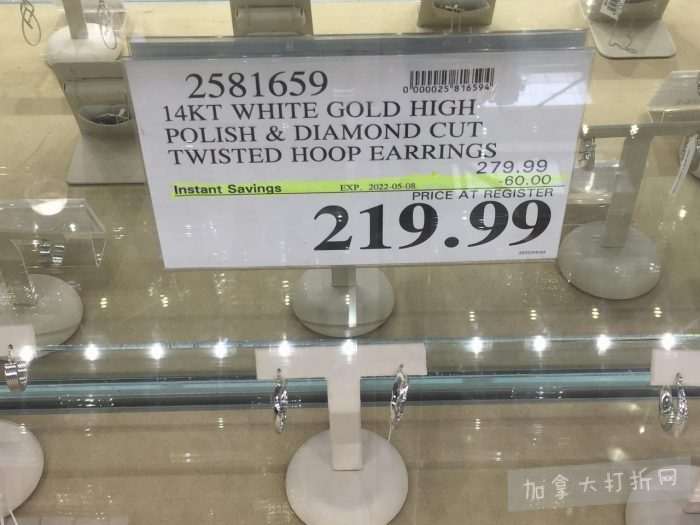 2581659
0 000025 816594
14KT WHITE GOLD HIGH
POLISH & DIAMOND CUT
TWISTED HOOP EARRINGS
279.99
Instant Savings EXP. 2022-05-08 -60.00
PRICE AT REGISTER
219.99
加拿大打折网